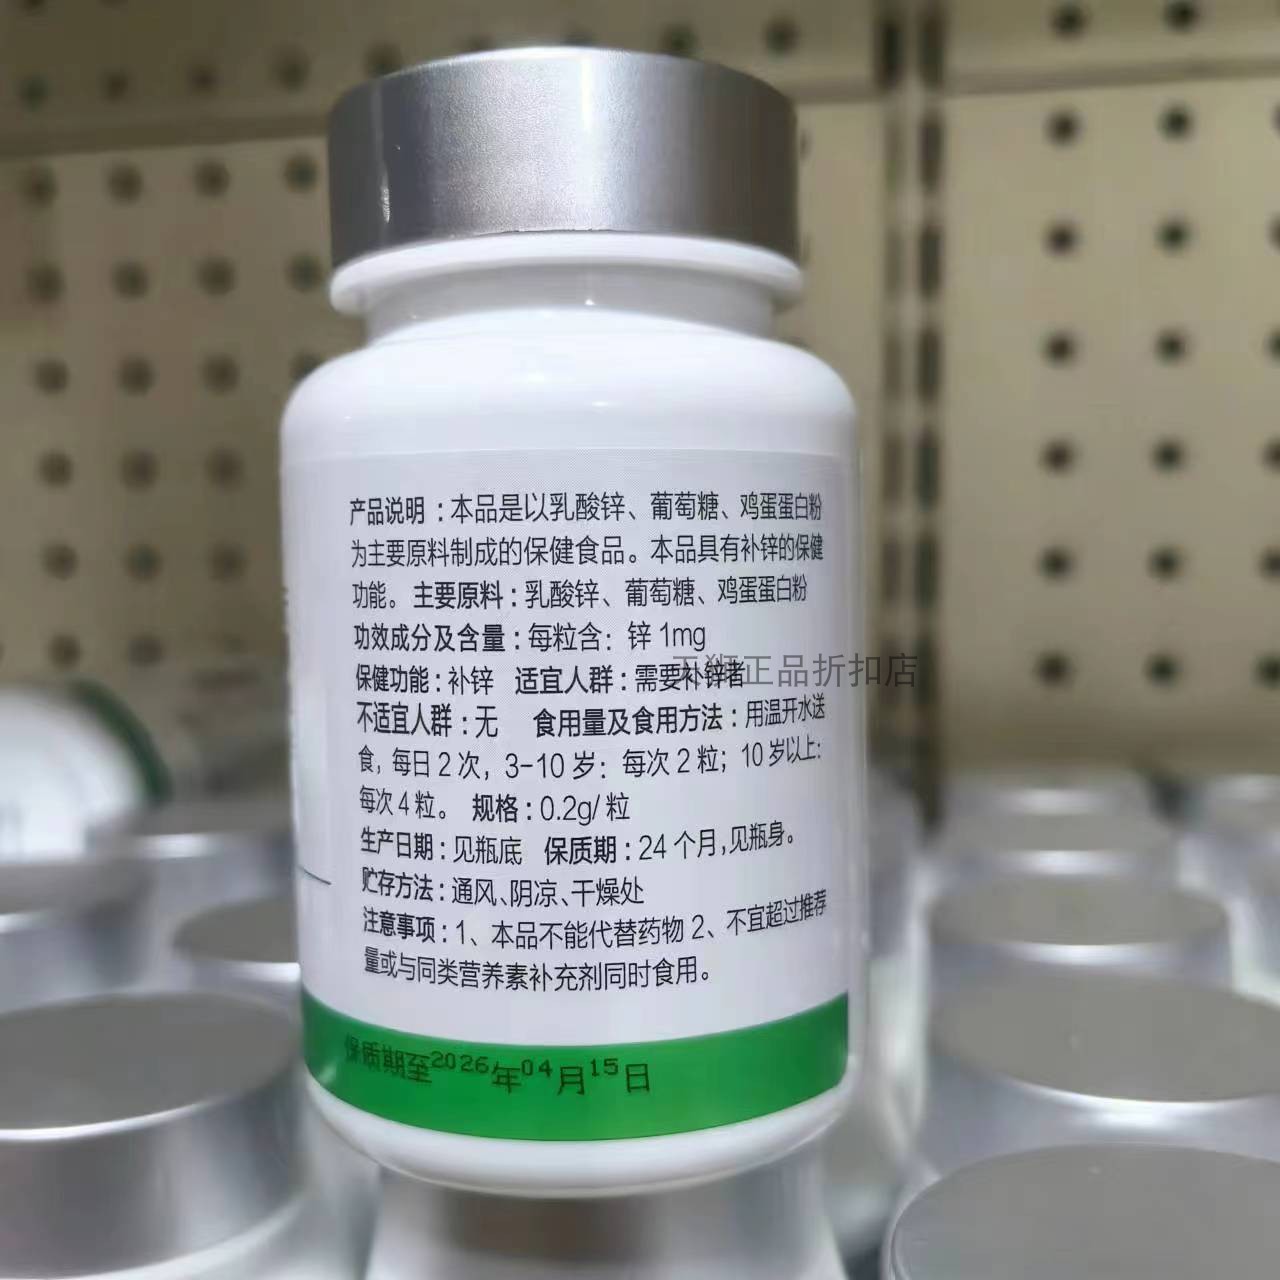 产品说明：本品是以乳酸锌、葡萄糖、鸡蛋蛋白粉
为主要原料制成的保健食品。本品具有补锌的保健
功能。主要原料：乳酸锌、葡萄糖、鸡蛋蛋白粉
功效成分及含量：每粒含：锌1mg
保健功能：补锌 适宜人群：需要补锌者
不适宜人群：无 食用量及食用方法：用温开水送
食，每日2次，3-10岁：每次2粒；10岁以上：
每次4粒。 规格：0.2g/粒
生产日期：见瓶底 保质期：24个月,见瓶身。
贮存方法：通风、阴凉、干燥处
注意事项：1、本品不能代替药物 2、不宜超过推荐
量或与同类营养素补充剂同时食用。
保质期至2026年04月15日
正品折扣店